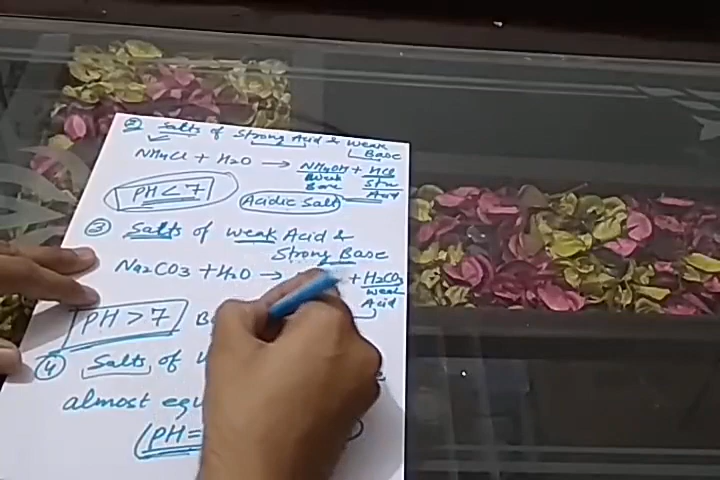 ② Salts of Strong Acid & Weak
Base
NH4Cl + H2O → NH4OH + HCl
Weak Strg
Base Acid
PH < 7 Acidic Salt
③ Salts of weak Acid &
Strong Base
Na2CO3 + H2O → + H2CO3
weak
Acid
PH > 7
④ Salts of
almost
PH=